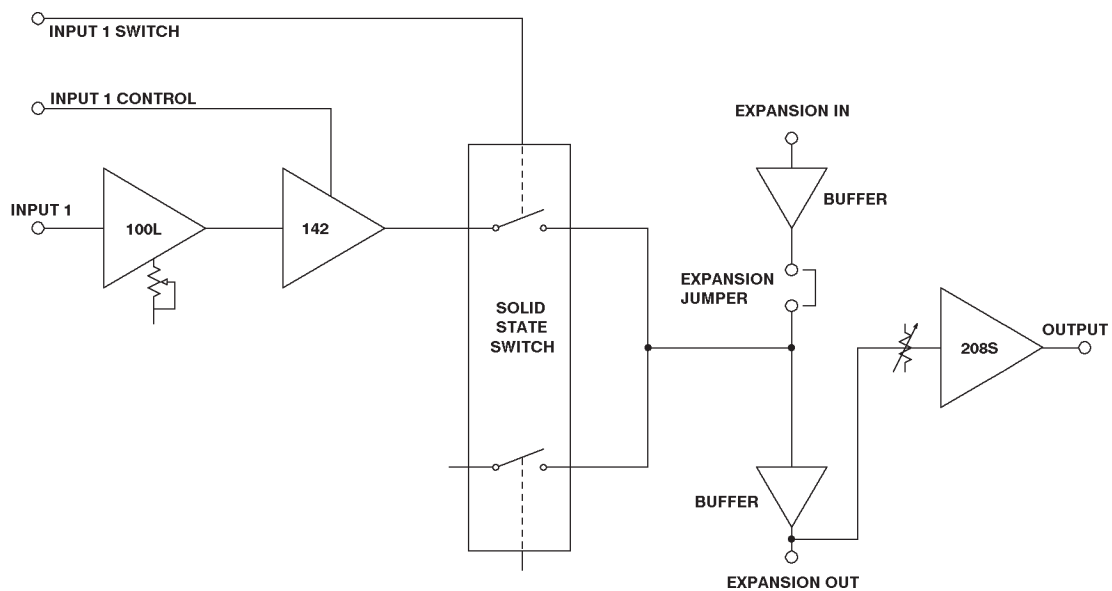 INPUT 1 SWITCH
INPUT 1 CONTROL
INPUT 1
100L
142
SOLID
STATE
SWITCH
EXPANSION IN
BUFFER
EXPANSION
JUMPER
208S
OUTPUT
BUFFER
EXPANSION OUT